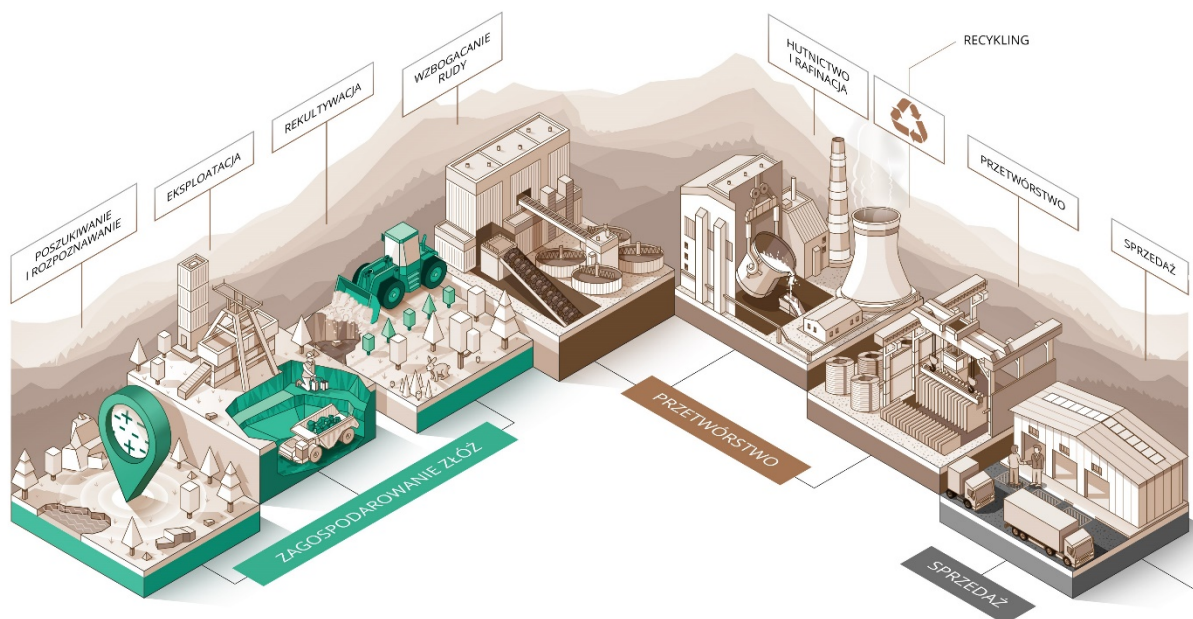 POSZUKIWANIE
I ROZPOZNAWANIE
EKSPLOATACJA
REKULTYWACJA
WZBOGACANIE
RUDY
HUTNICTWO
I RAFINACJA
RECYKLING
PRZETWÓRSTWO
SPRZEDAŻ
ZAGOSPODAROWANIE ZŁÓŻ
PRZETWÓRSTWO
SPRZEDAŻ